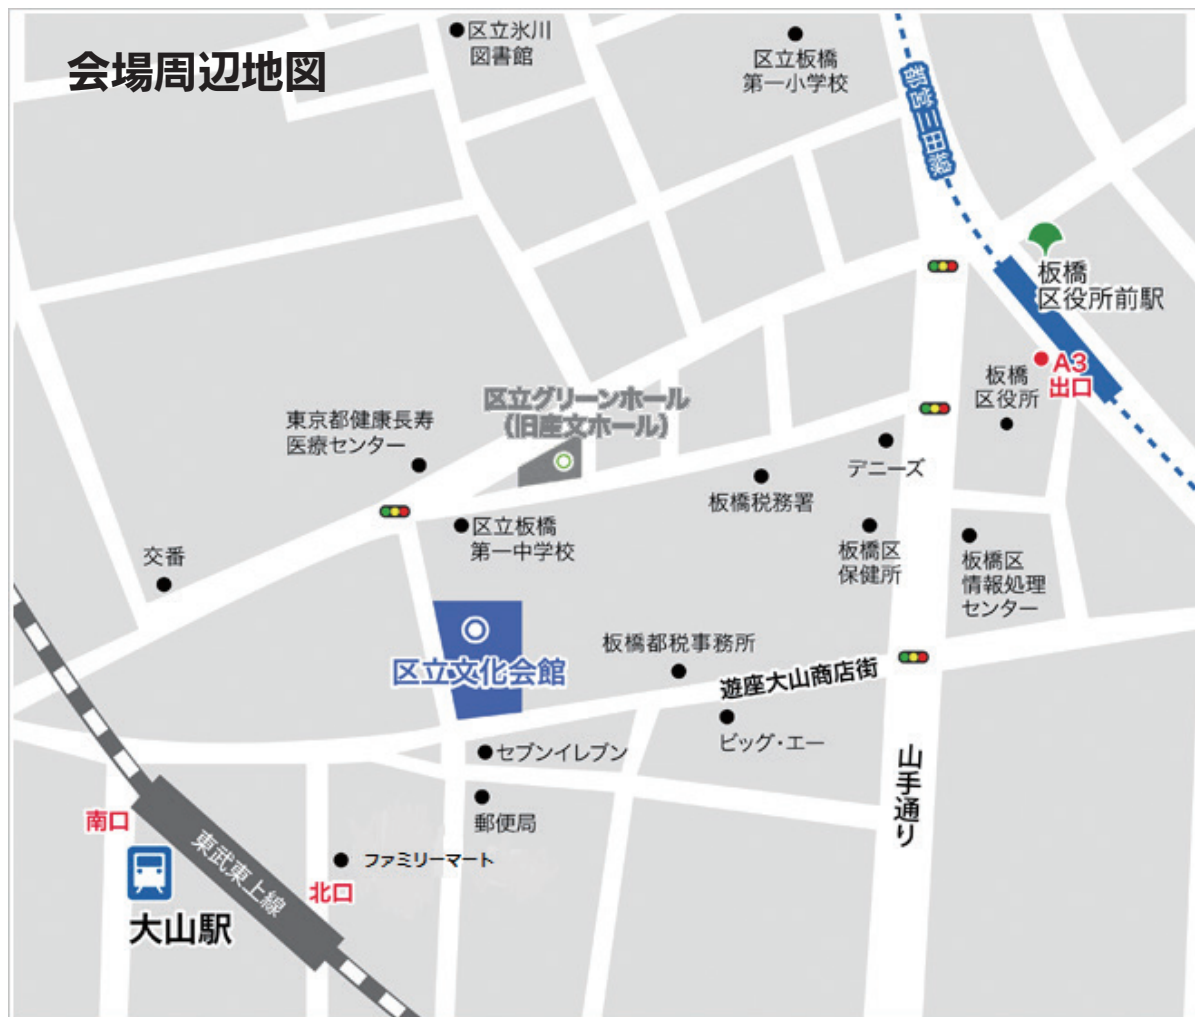 会場周辺地図
区立氷川
図書館
区立板橋
第一小学校
都営三田線
板橋
区役所前駅
A3
出口
板橋
区役所
区立グリーンホール
(旧産文ホール)
東京都健康長寿
医療センター
デニーズ
板橋税務署
区立板橋
第一中学校
板橋区
保健所
板橋区
情報処理
センター
交番
区立文化会館
板橋都税事務所
遊座大山商店街
ビッグ・エー
セブンイレブン
山手通り
郵便局
南口
東武東上線
ファミリーマート
北口
大山駅